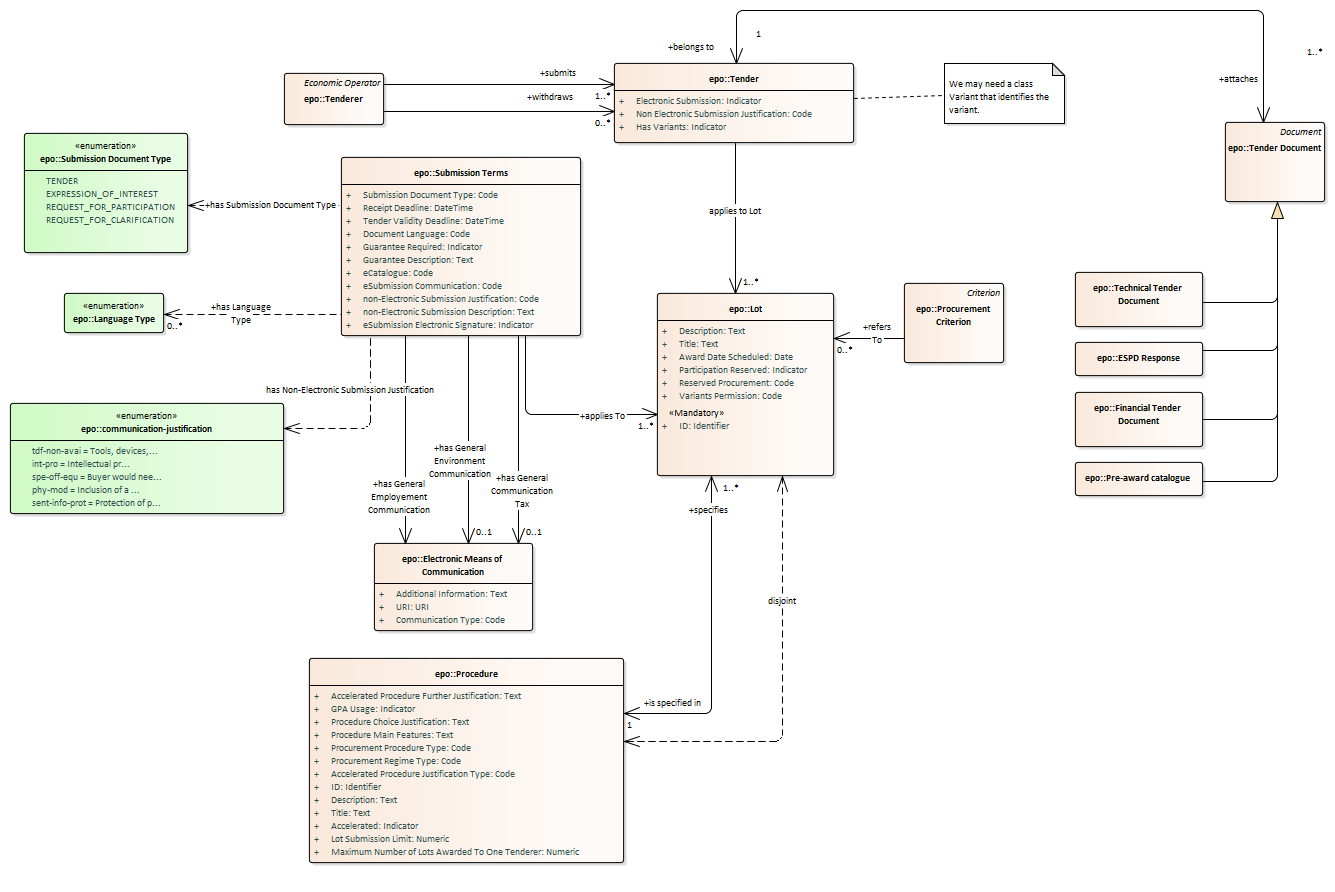 1
+belongs to
1..*
+attaches
Economic Operator
epo::Tenderer
+submits
1..*
+withdraws
0..*
epo::Tender
+ Electronic Submission: Indicator
+ Non Electronic Submission Justification: Code
+ Has Variants: Indicator
We may need a class
Variant that identifies the
variant.
Document
epo::Tender Document
«enumeration»
epo::Submission Document Type
TENDER
EXPRESSION_OF_INTEREST
REQUEST_FOR_PARTICIPATION
REQUEST_FOR_CLARIFICATION
+has Submission Document Type
epo::Submission Terms
+ Submission Document Type: Code
+ Receipt Deadline: DateTime
+ Tender Validity Deadline: DateTime
+ Document Language: Code
+ Guarantee Required: Indicator
+ Guarantee Description: Text
+ eCatalogue: Code
+ eSubmission Communication: Code
+ non-Electronic Submission Justification: Code
+ non-Electronic Submission Description: Text
+ eSubmission Electronic Signature: Indicator
applies to Lot
1..*
«enumeration»
epo::Language Type
+has Language
Type
0..*
epo::Lot
+ Description: Text
+ Title: Text
+ Award Date Scheduled: Date
+ Participation Reserved: Indicator
+ Reserved Procurement: Code
+ Variants Permission: Code
«Mandatory»
+ ID: Identifier
+refers
To
0..*
Criterion
epo::Procurement
Criterion
epo::Technical Tender
Document
epo::ESPD Response
epo::Financial Tender
Document
epo::Pre-award catalogue
has Non-Electronic Submission Justification
«enumeration»
epo::communication-justification
tdf-non-avai = Tools, devices,...
int-pro = Intellectual pr...
spe-off-equ = Buyer would nee...
phy-mod = Inclusion of a ...
sent-info-prot = Protection of p...
+applies To
1..*
+has General
Environment
Communication
+has General
Employement
Communication
+has General
Communication
Tax
0..1
0..1
epo::Electronic Means of
Communication
+ Additional Information: Text
+ URI: URI
+ Communication Type: Code
1..*
+specifies
disjoint
+is specified in
1
epo::Procedure
+ Accelerated Procedure Further Justification: Text
+ GPA Usage: Indicator
+ Procedure Choice Justification: Text
+ Procedure Main Features: Text
+ Procurement Procedure Type: Code
+ Procurement Regime Type: Code
+ Accelerated Procedure Justification Type: Code
+ ID: Identifier
+ Description: Text
+ Title: Text
+ Accelerated: Indicator
+ Lot Submission Limit: Numeric
+ Maximum Number of Lots Awarded To One Tenderer: Numeric